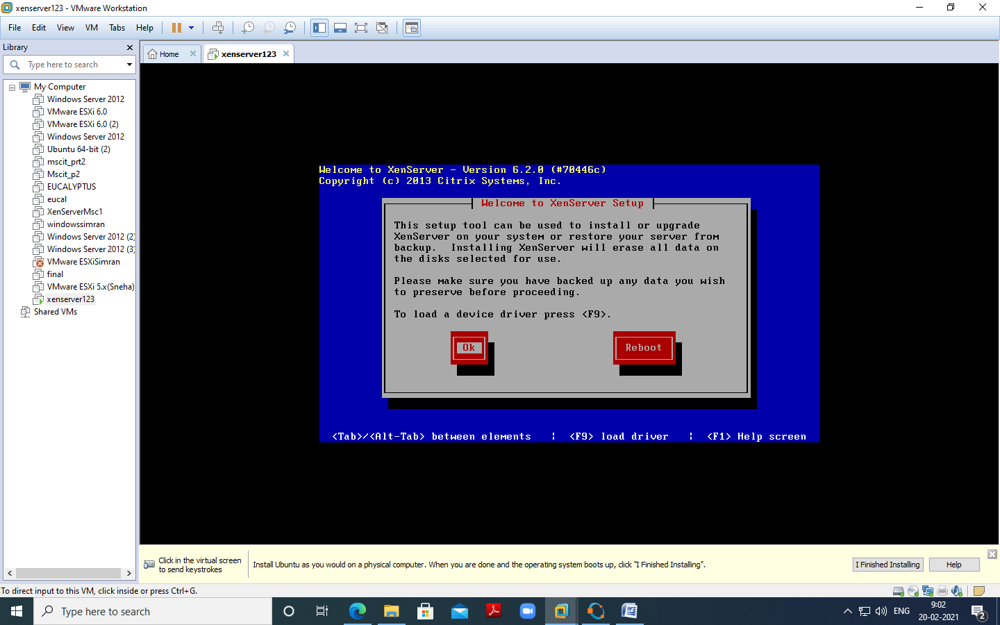 xenserver123 - VMware Workstation
File Edit View VM Tabs Help
Library
Type here to search
My Computer
Windows Server 2012
VMware ESXi 6.0
VMware ESXi 6.0 (2)
Windows Server 2012
Ubuntu 64-bit (2)
mscit_prt2
Mscit_p2
EUCALYPTUS
eucal
XenServerMsc1
windowssimran
Windows Server 2012 (2)
Windows Server 2012 (3)
VMware ESXiSimran
final
VMware ESXi 5.x(Sneha)
xenserver123
Shared VMs
Home xenserver123
Welcome to XenServer - Version 6.2.0 (#70446c)
Copyright (c) 2013 Citrix Systems, Inc.
Welcome to XenServer Setup
This setup tool can be used to install or upgrade
XenServer on your system or restore your server from
backup. Installing XenServer will erase all data on
the disks selected for use.
Please make sure you have backed up any data you wish
to preserve before proceeding.
To load a device driver press <F9>.
Ok Reboot
<Tab>/<Alt-Tab> between elements ¦ <F9> load driver ¦ <F1> Help screen
Click in the virtual screen
to send keystrokes
Install Ubuntu as you would on a physical computer. When you are done and the operating system boots up, click "I Finished Installing".
I Finished Installing Help
To direct input to this VM, click inside or press Ctrl+G.
Type here to search
ENG
9:02
20-02-2021
2